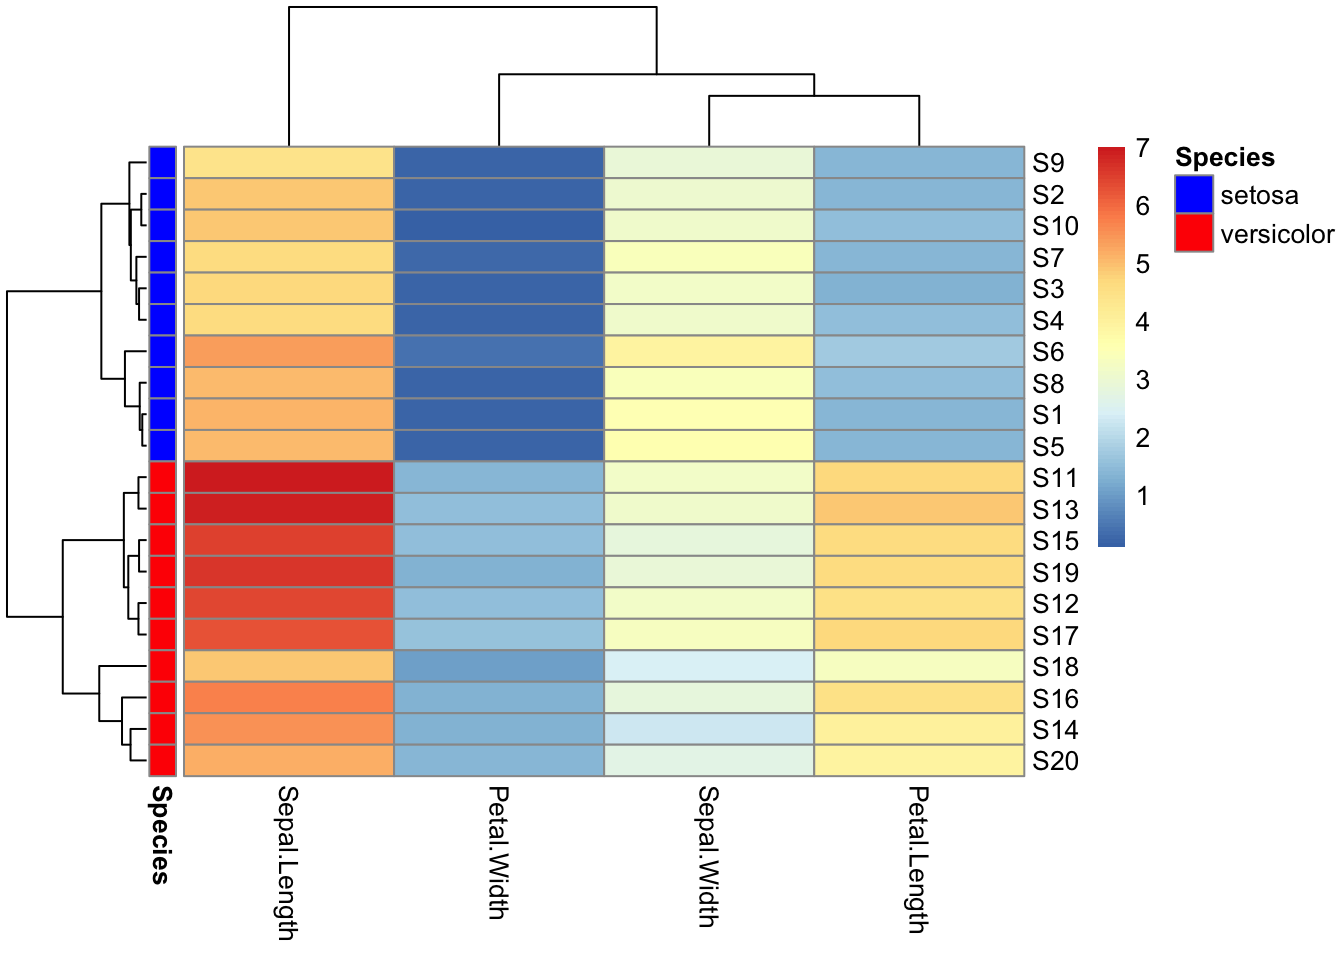 S9
S2
S10
S7
S3
S4
S6
S8
S1
S5
S11
S13
S15
S19
S12
S17
S18
S16
S14
S20
Species
Sepal.Length
Petal.Width
Sepal.Width
Petal.Length
7
6
5
4
3
2
1
Species
setosa
versicolor